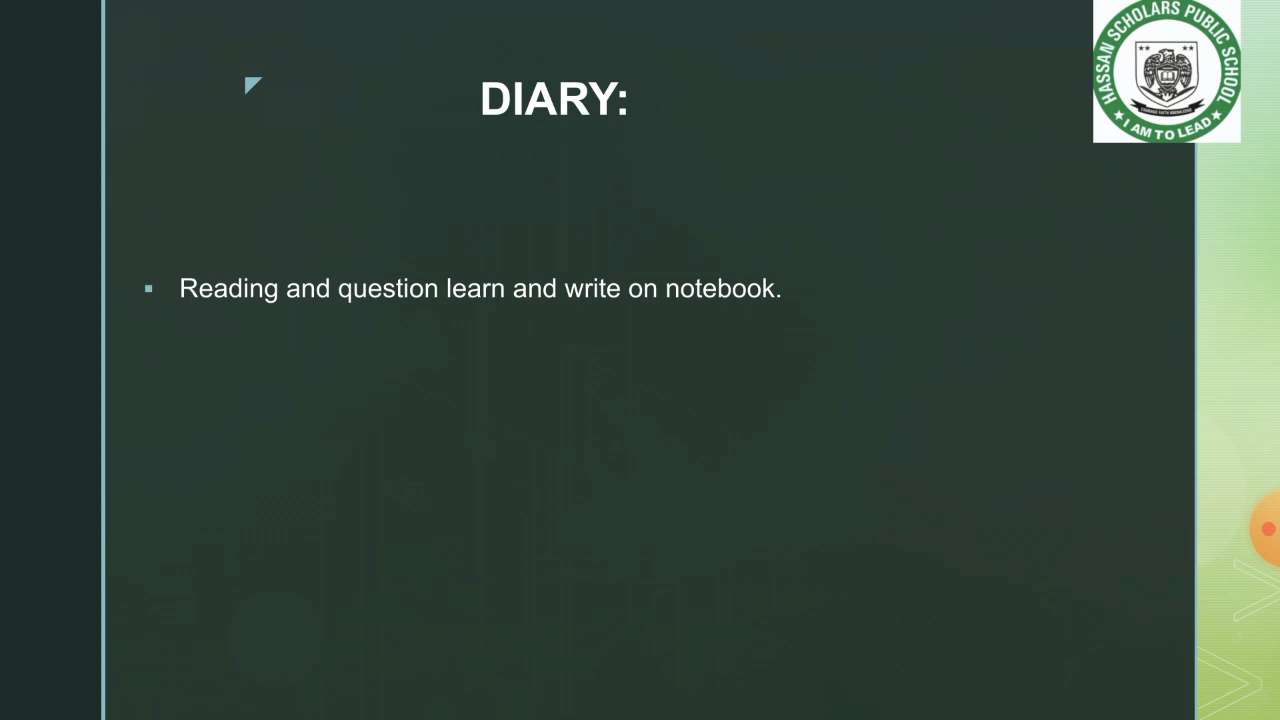 DIARY:
HASSAN SCHOLARS PUBLIC SCHOOL
I AM TO LEAD
Reading and question learn and write on notebook.